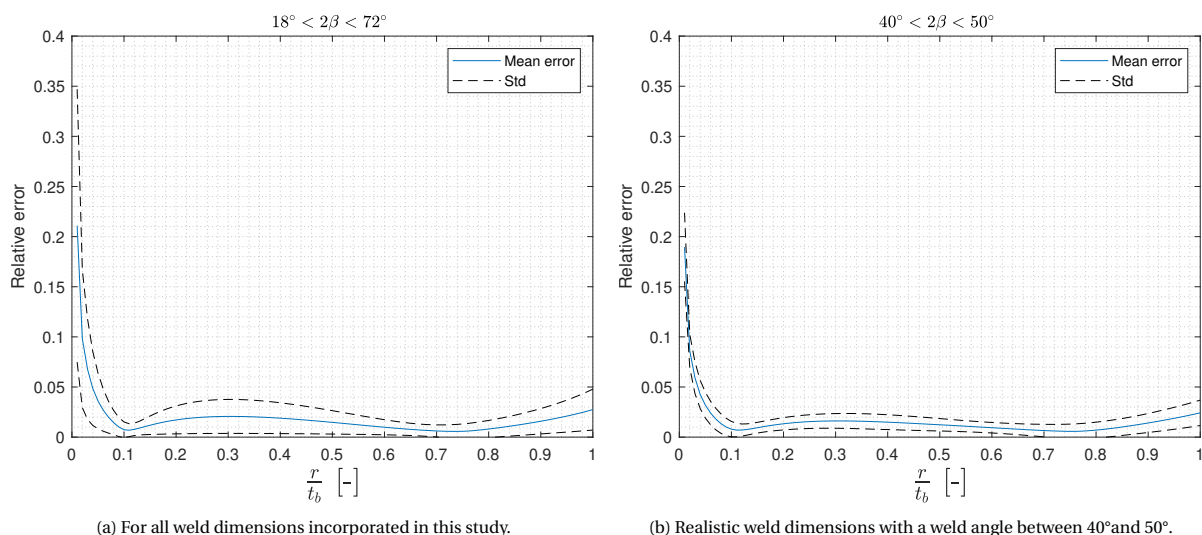 18° < 2β < 72°
0.4
0.35
0.3
0.25
0.2
0.15
0.1
0.05
0
Relative error
Mean error
Std
0 0.1 0.2 0.3 0.4 0.5 0.6 0.7 0.8 0.9 1
r/t_b [-]
(a) For all weld dimensions incorporated in this study.
40° < 2β < 50°
0.4
0.35
0.3
0.25
0.2
0.15
0.1
0.05
0
Relative error
Mean error
Std
0 0.1 0.2 0.3 0.4 0.5 0.6 0.7 0.8 0.9 1
r/t_b [-]
(b) Realistic weld dimensions with a weld angle between 40°and 50°.